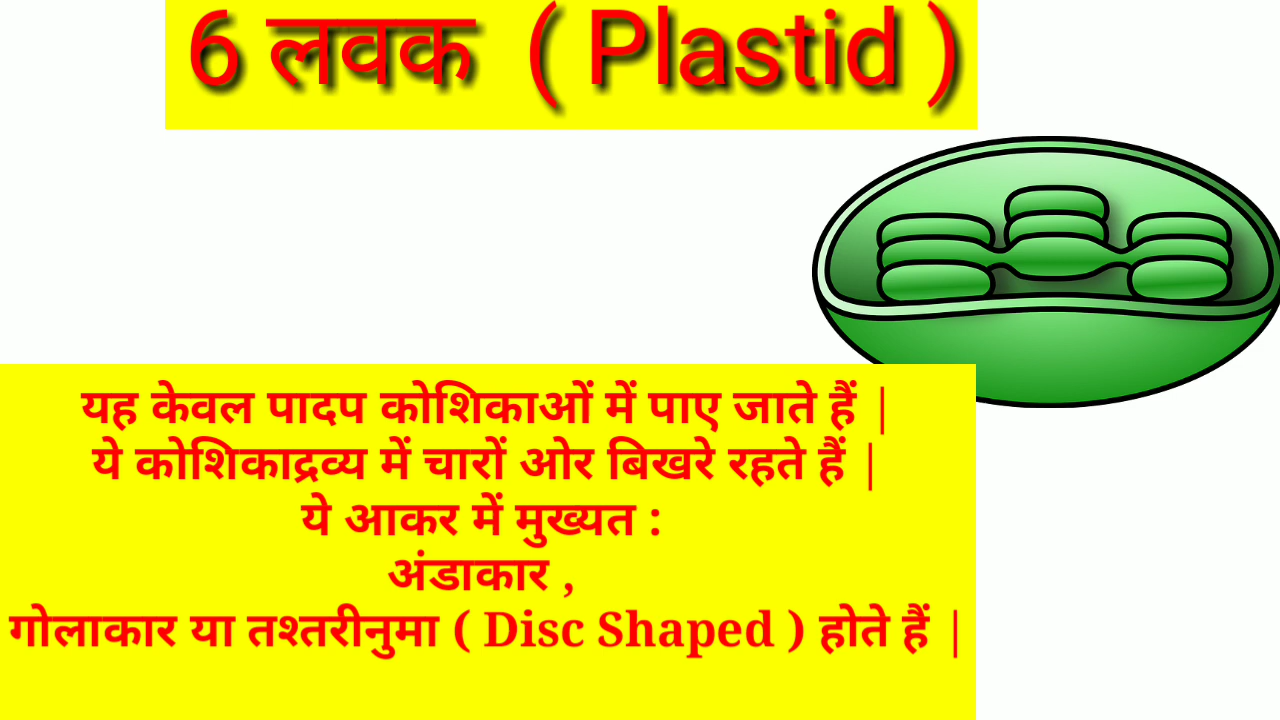 6 लवक ( Plastid )
यह केवल पादप कोशिकाओं में पाए जाते हैं |
ये कोशिकाद्रव्य में चारों ओर बिखरे रहते हैं |
ये आकर में मुख्यत :
अंडाकार ,
गोलाकार या तश्तरीनुमा ( Disc Shaped ) होते हैं |